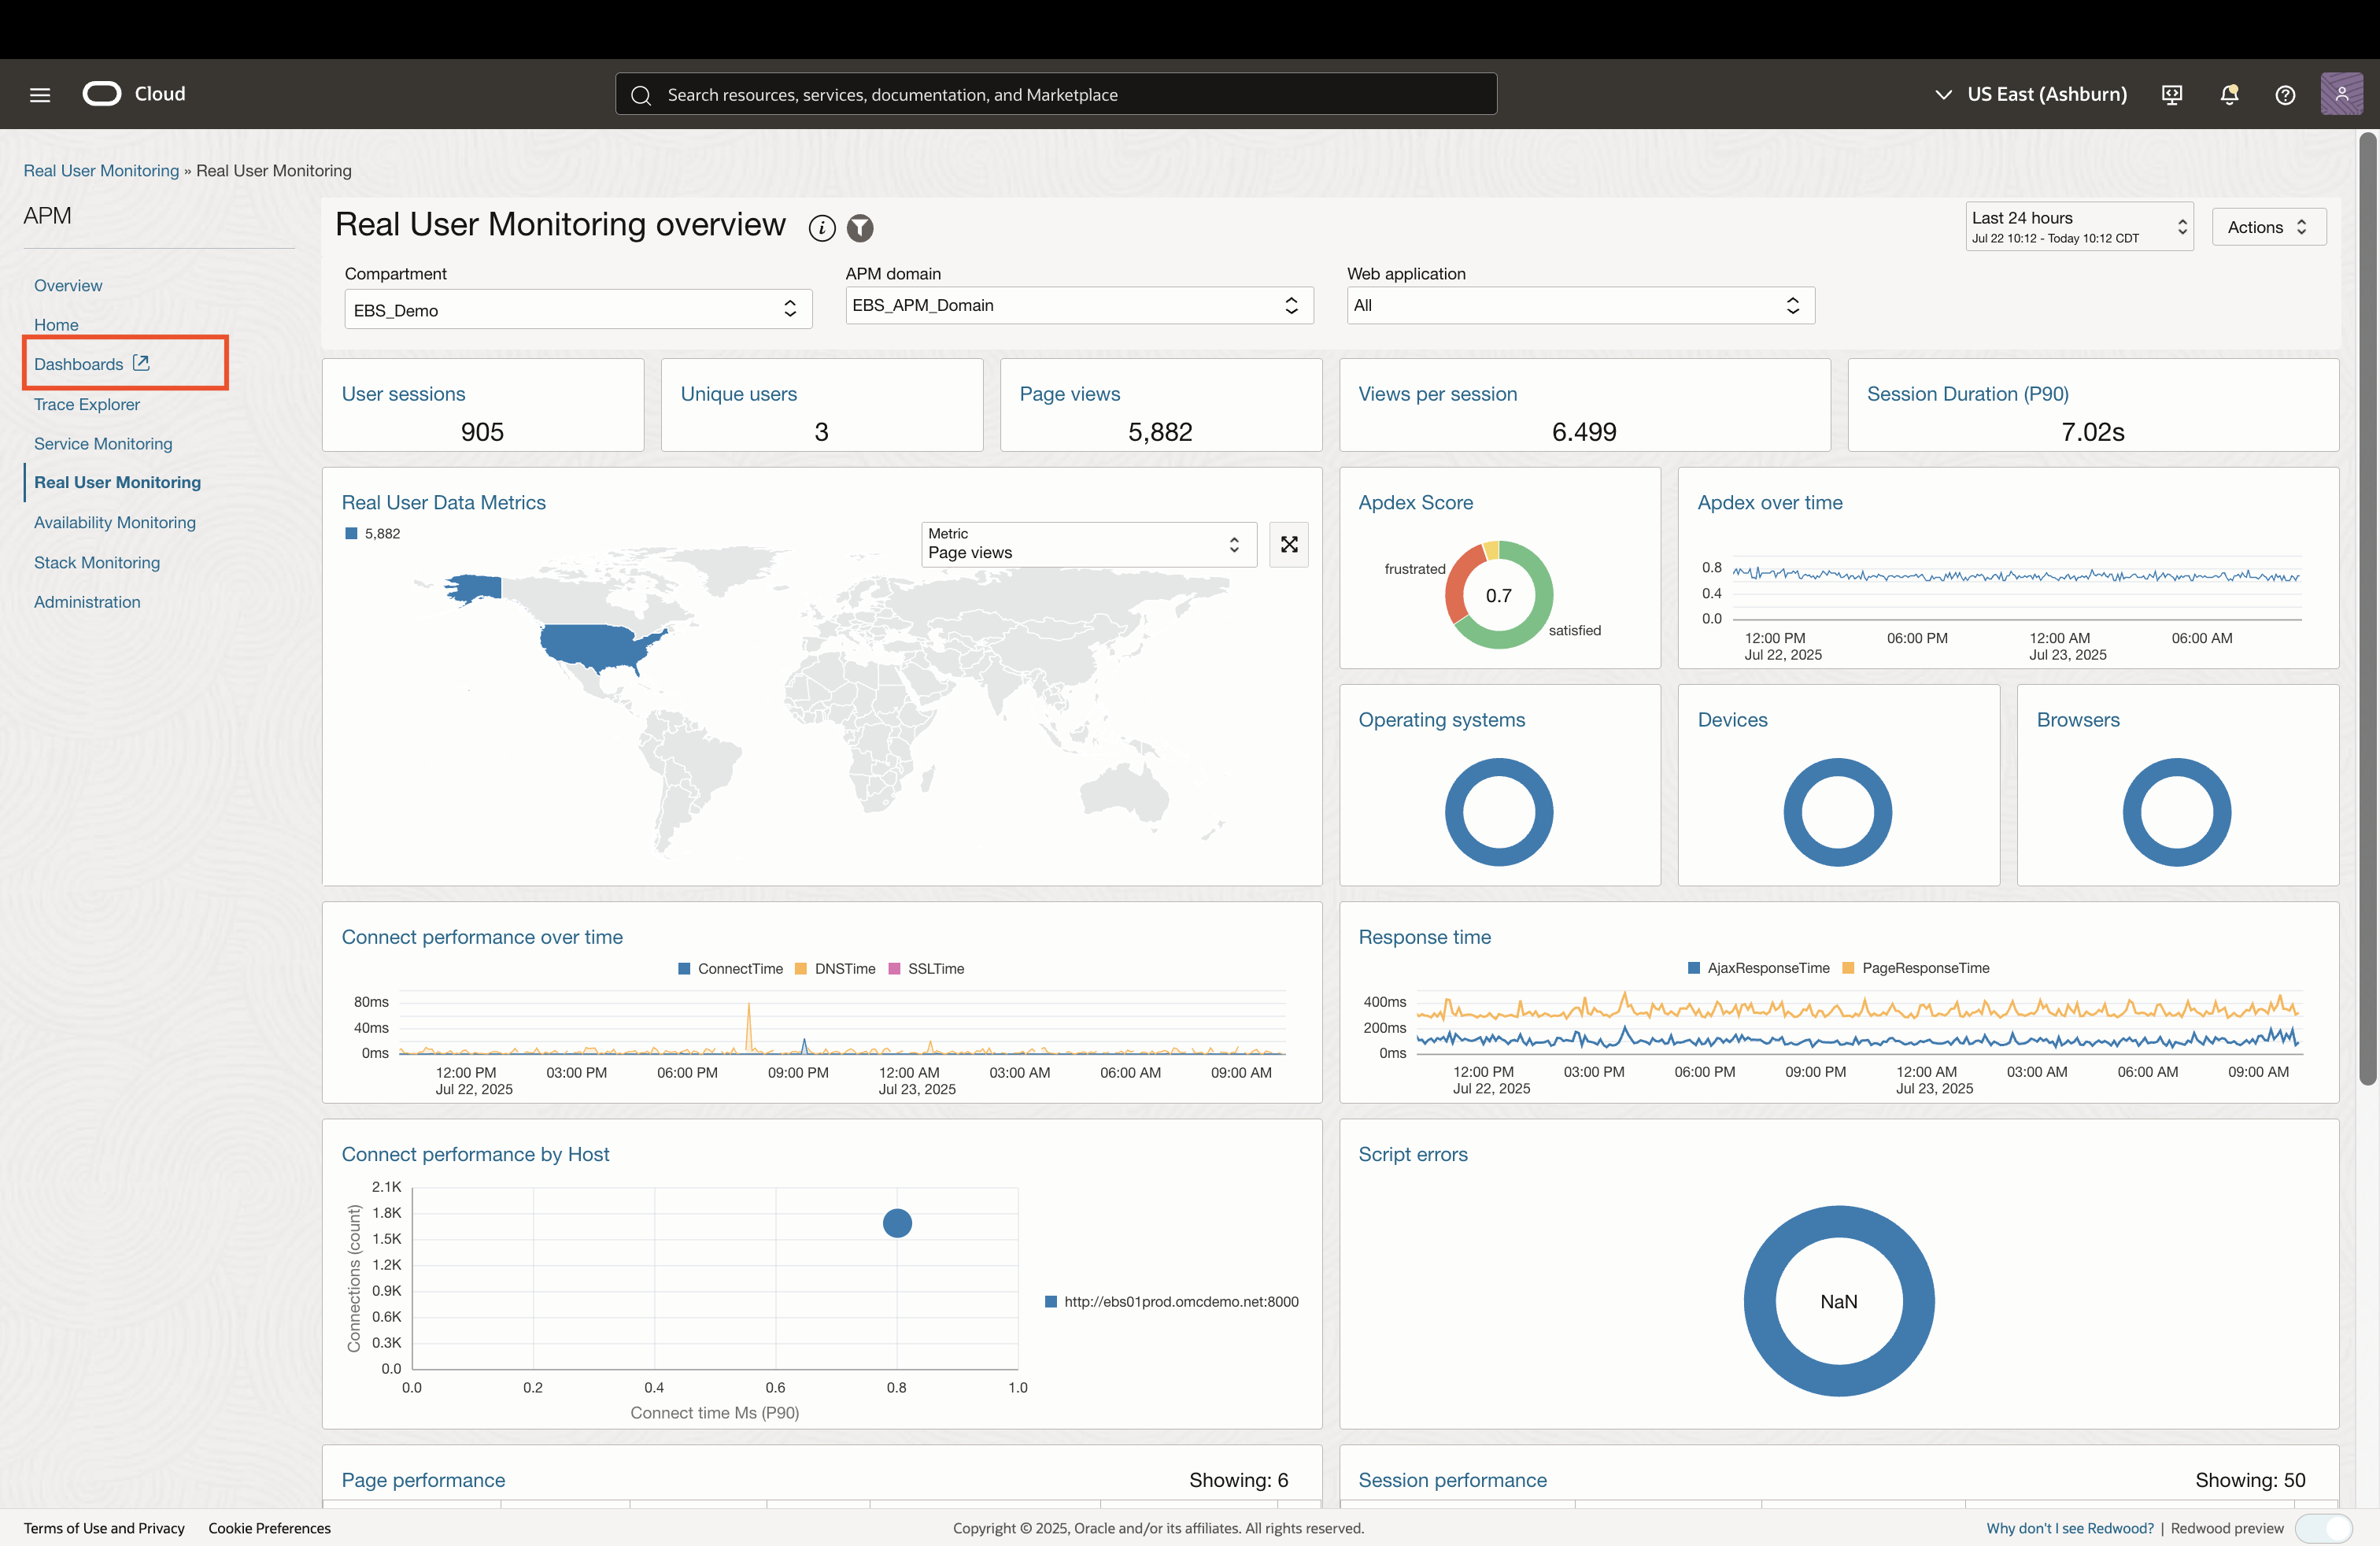 Cloud
Search resources, services, documentation, and Marketplace
US East (Ashburn)
Real User Monitoring » Real User Monitoring
APM
Overview
Home
Dashboards
Trace Explorer
Service Monitoring
Real User Monitoring
Availability Monitoring
Stack Monitoring
Administration
Real User Monitoring overview
Last 24 hours
Jul 22 10:12 - Today 10:12 CDT
Actions
Compartment
EBS_Demo
APM domain
EBS_APM_Domain
Web application
All
User sessions
905
Unique users
3
Page views
5,882
Views per session
6.499
Session Duration (P90)
7.02s
Real User Data Metrics
5,882
Metric
Page views
Apdex Score
frustrated
0.7
satisfied
Apdex over time
0.8
0.4
0.0
12:00 PM 06:00 PM 12:00 AM 06:00 AM
Jul 22, 2025 Jul 23, 2025
Operating systems
Devices
Browsers
Connect performance over time
ConnectTime DNSTime SSLTime
80ms
40ms
0ms
12:00 PM 03:00 PM 06:00 PM 09:00 PM 12:00 AM 03:00 AM 06:00 AM 09:00 AM
Jul 22, 2025 Jul 23, 2025
Response time
AjaxResponseTime PageResponseTime
400ms
200ms
0ms
12:00 PM 03:00 PM 06:00 PM 09:00 PM 12:00 AM 03:00 AM 06:00 AM 09:00 AM
Jul 22, 2025 Jul 23, 2025
Connect performance by Host
Connections (count)
2.1K
1.8K
1.5K
1.2K
0.9K
0.6K
0.3K
0.0
0.0 0.2 0.4 0.6 0.8 1.0
Connect time Ms (P90)
http://ebs01prod.omcdemo.net:8000
Script errors
NaN
Page performance
Showing: 6
Session performance
Showing: 50
Terms of Use and Privacy Cookie Preferences
Copyright © 2025, Oracle and/or its affiliates. All rights reserved.
Why don't I see Redwood? | Redwood preview